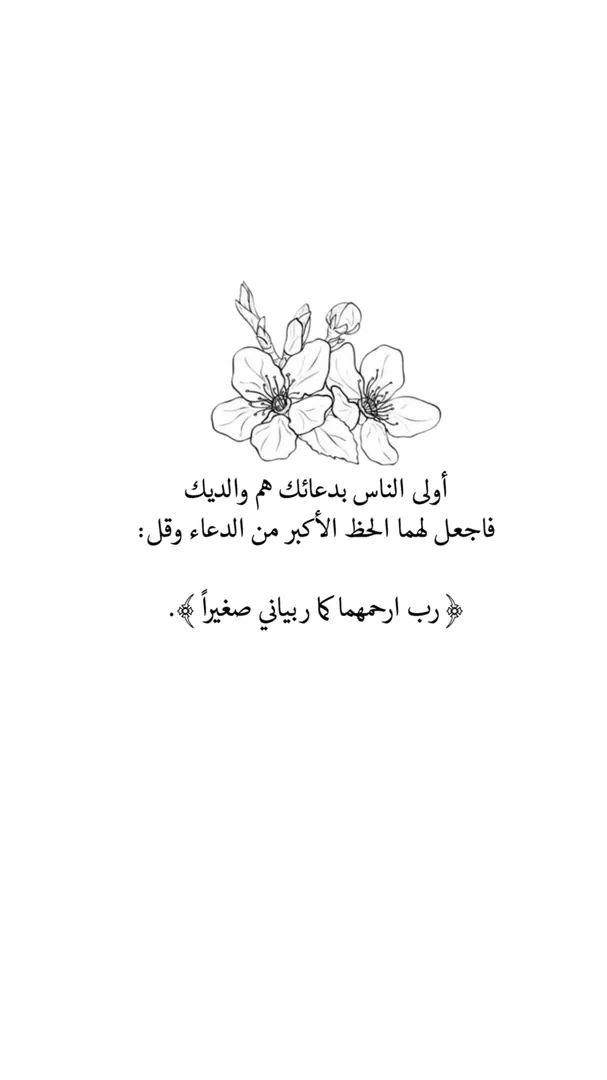 أولى الناس بدعائك هم والديك
فاجعل لهما الحظ الأكبر من الدعاء وقل:
﴿ رب ارحمهما كما ربياني صغيراً ﴾.